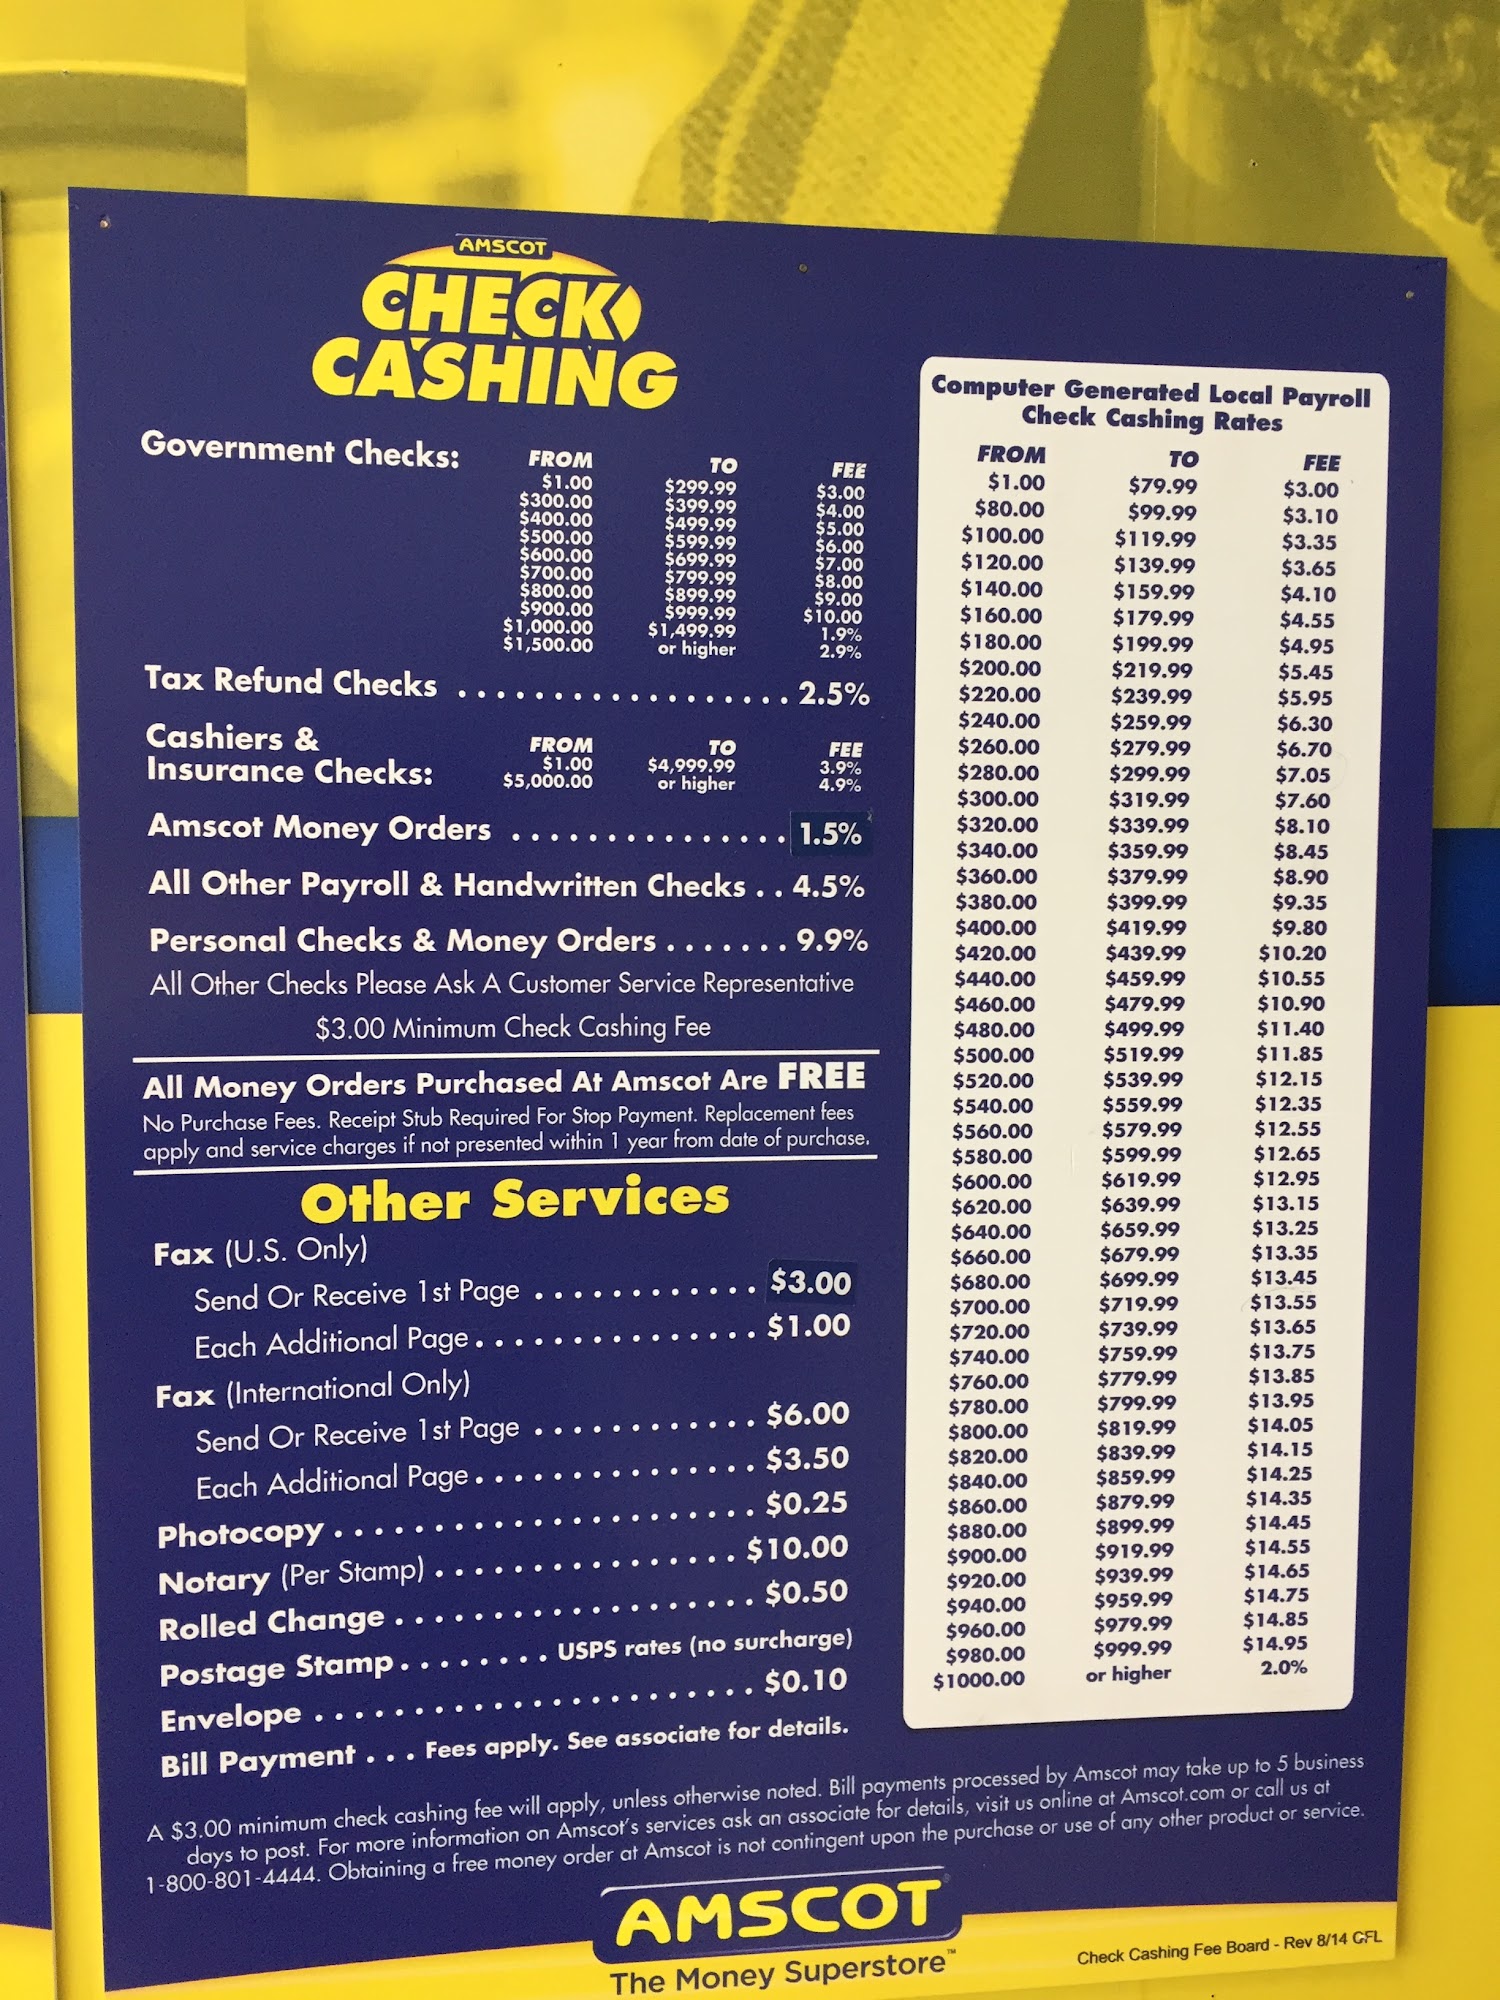 AMSCOT
CHECK
CASHING
Government Checks:
FROM TO FEE
$1.00 $299.99 $3.00
$300.00 $399.99 $4.00
$400.00 $499.99 $5.00
$500.00 $599.99 $6.00
$600.00 $699.99 $7.00
$700.00 $799.99 $8.00
$800.00 $899.99 $9.00
$900.00 $999.99 $10.00
$1,000.00 $1,499.99 1.9%
$1,500.00 or higher 2.9%
Tax Refund Checks . . . . . . . . . . . . . . . . . 2.5%
Cashiers &
Insurance Checks:
FROM TO FEE
$1.00 $4,999.99 3.9%
$5,000.00 or higher 4.9%
Amscot Money Orders . . . . . . . . . . . . . . 1.5%
All Other Payroll & Handwritten Checks . . 4.5%
Personal Checks & Money Orders . . . . . . . 9.9%
All Other Checks Please Ask A Customer Service Representative
$3.00 Minimum Check Cashing Fee
All Money Orders Purchased At Amscot Are FREE
No Purchase Fees. Receipt Stub Required For Stop Payment. Replacement fees
apply and service charges if not presented within 1 year from date of purchase.
Other Services
Fax (U.S. Only)
Send Or Receive 1st Page . . . . . . . . . . . . $3.00
Each Additional Page . . . . . . . . . . . . . . . $1.00
Fax (International Only)
Send Or Receive 1st Page . . . . . . . . . . . . $6.00
Each Additional Page . . . . . . . . . . . . . . . $3.50
Photocopy . . . . . . . . . . . . . . . . . . . . . $0.25
Notary (Per Stamp) . . . . . . . . . . . . . . . $10.00
Rolled Change . . . . . . . . . . . . . . . . . . $0.50
Postage Stamp . . . . . . . . USPS rates (no surcharge)
Envelope . . . . . . . . . . . . . . . . . . . . . . $0.10
Bill Payment . . . Fees apply. See associate for details.
Computer Generated Local Payroll
Check Cashing Rates
FROM TO FEE
$1.00 $79.99 $3.00
$80.00 $99.99 $3.10
$100.00 $119.99 $3.35
$120.00 $139.99 $3.65
$140.00 $159.99 $4.10
$160.00 $179.99 $4.55
$180.00 $199.99 $4.95
$200.00 $219.99 $5.45
$220.00 $239.99 $5.95
$240.00 $259.99 $6.30
$260.00 $279.99 $6.70
$280.00 $299.99 $7.05
$300.00 $319.99 $7.60
$320.00 $339.99 $8.10
$340.00 $359.99 $8.45
$360.00 $379.99 $8.90
$380.00 $399.99 $9.35
$400.00 $419.99 $9.80
$420.00 $439.99 $10.20
$440.00 $459.99 $10.55
$460.00 $479.99 $10.90
$480.00 $499.99 $11.40
$500.00 $519.99 $11.85
$520.00 $539.99 $12.15
$540.00 $559.99 $12.35
$560.00 $579.99 $12.55
$580.00 $599.99 $12.65
$600.00 $619.99 $12.95
$620.00 $639.99 $13.15
$640.00 $659.99 $13.25
$660.00 $679.99 $13.35
$680.00 $699.99 $13.45
$700.00 $719.99 $13.55
$720.00 $739.99 $13.65
$740.00 $759.99 $13.75
$760.00 $779.99 $13.85
$780.00 $799.99 $13.95
$800.00 $819.99 $14.05
$820.00 $839.99 $14.15
$840.00 $859.99 $14.25
$860.00 $879.99 $14.35
$880.00 $899.99 $14.45
$900.00 $919.99 $14.55
$920.00 $939.99 $14.65
$940.00 $959.99 $14.75
$960.00 $979.99 $14.85
$980.00 $999.99 $14.95
$1000.00 or higher 2.0%
A $3.00 minimum check cashing fee will apply, unless otherwise noted. Bill payments processed by Amscot may take up to 5 business
days to post. For more information on Amscot's services ask an associate for details, visit us online at Amscot.com or call us at
1-800-801-4444. Obtaining a free money order at Amscot is not contingent upon the purchase or use of any other product or service.
AMSCOT
The Money Superstore™
Check Cashing Fee Board - Rev 8/14 CFL